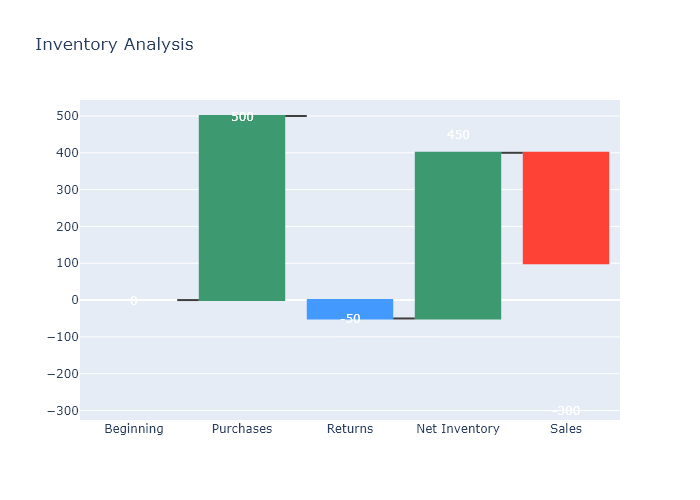 Inventory Analysis
500
400
300
200
100
0
−100
−200
−300
0
500
-50
450
-300
Beginning
Purchases
Returns
Net Inventory
Sales